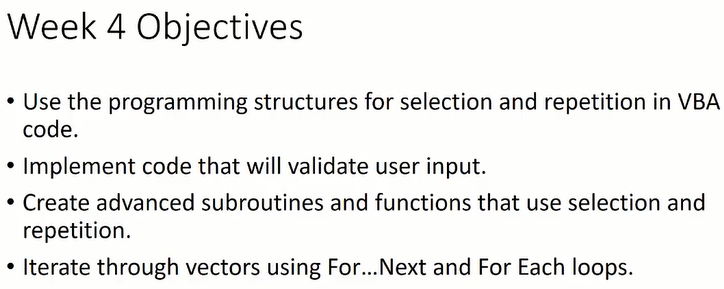 Week 4 Objectives
• Use the programming structures for selection and repetition in VBA
code.
• Implement code that will validate user input.
• Create advanced subroutines and functions that use selection and
repetition.
• Iterate through vectors using For...Next and For Each loops.